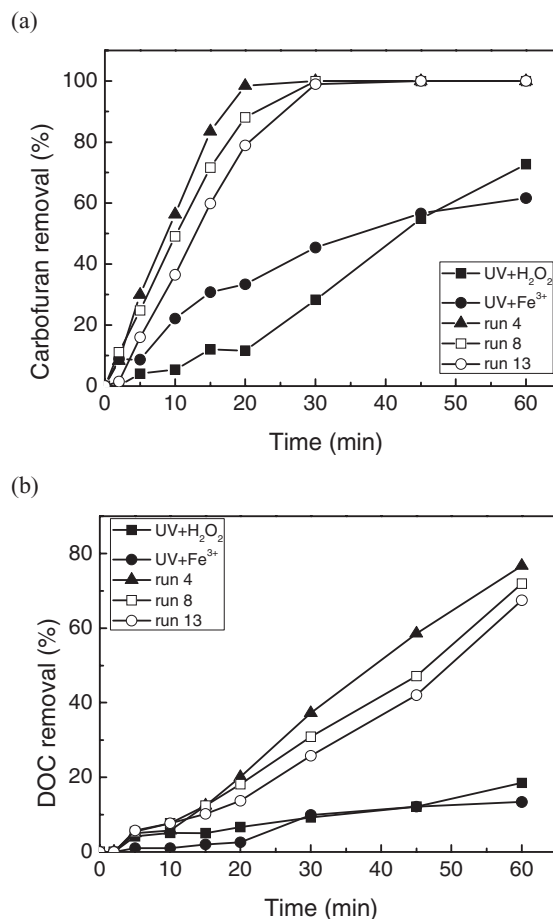 (a)
100
80
60
40
20
0
Carbofuran removal (%)
UV+H₂O₂
UV+Fe³⁺
run 4
run 8
run 13
0 10 20 30 40 50 60
Time (min)
(b)
80
60
40
20
0
DOC removal (%)
UV+H₂O₂
UV+Fe³⁺
run 4
run 8
run 13
0 10 20 30 40 50 60
Time (min)